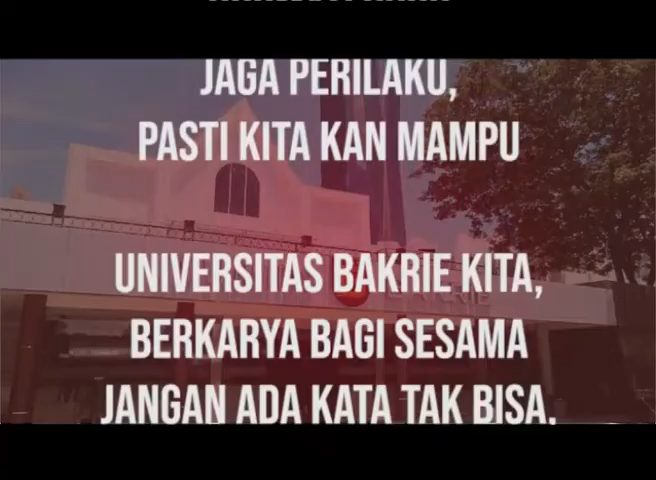 JAGA PERILAKU,
PASTI KITA KAN MAMPU
UNIVERSITAS BAKRIE KITA,
BERKARYA BAGI SESAMA
JANGAN ADA KATA TAK BISA,